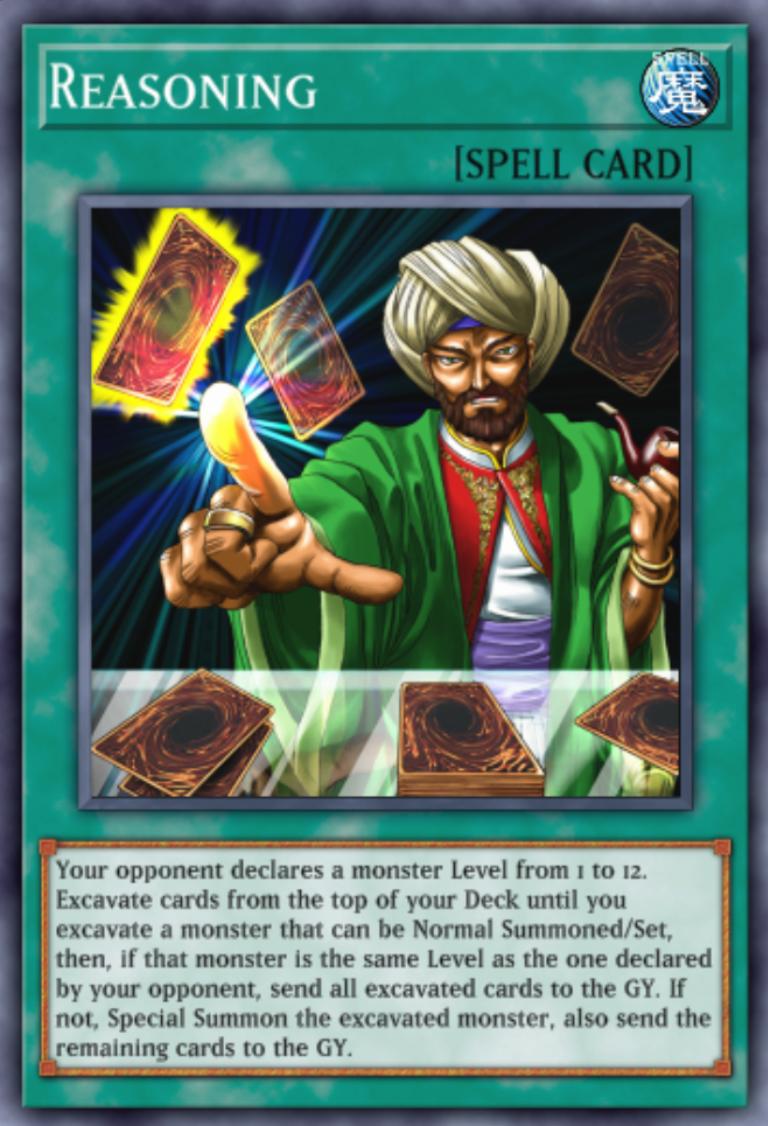 REASONING
SPELL
魔
[SPELL CARD]
Your opponent declares a monster Level from 1 to 12.
Excavate cards from the top of your Deck until you
excavate a monster that can be Normal Summoned/Set,
then, if that monster is the same Level as the one declared
by your opponent, send all excavated cards to the GY. If
not, Special Summon the excavated monster, also send the
remaining cards to the GY.